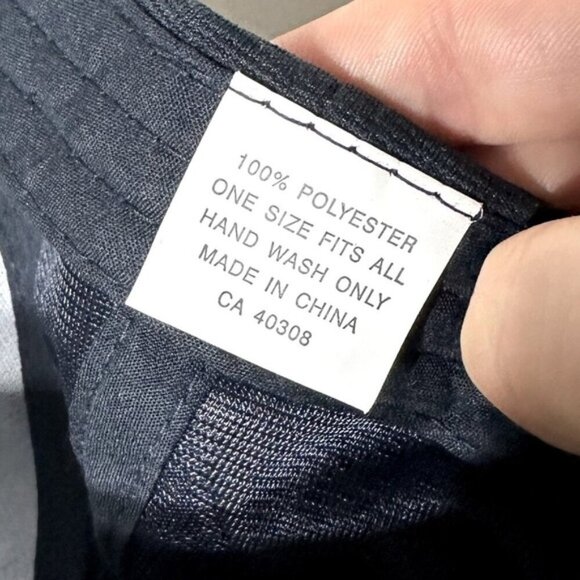 100% POLYESTER
ONE SIZE FITS ALL
HAND WASH ONLY
MADE IN CHINA
CA 40308